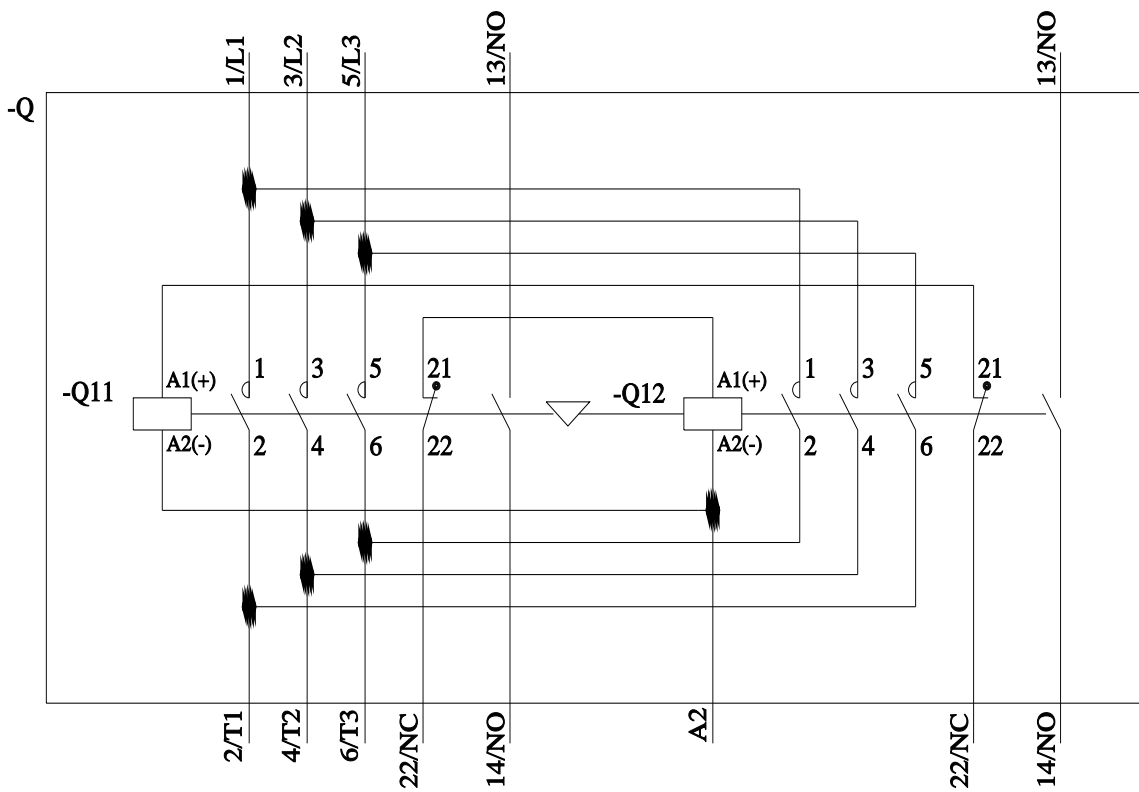 1/L1
3/L2
5/L3
13/NO
13/NO
-Q
-Q11
A1(+)
A2(-)
1
3
5
21
2
4
6
22
-Q12
A1(+)
A2(-)
1
3
5
21
2
4
6
22
2/T1
4/T2
6/T3
22/NC
14/NO
A2
22/NC
14/NO